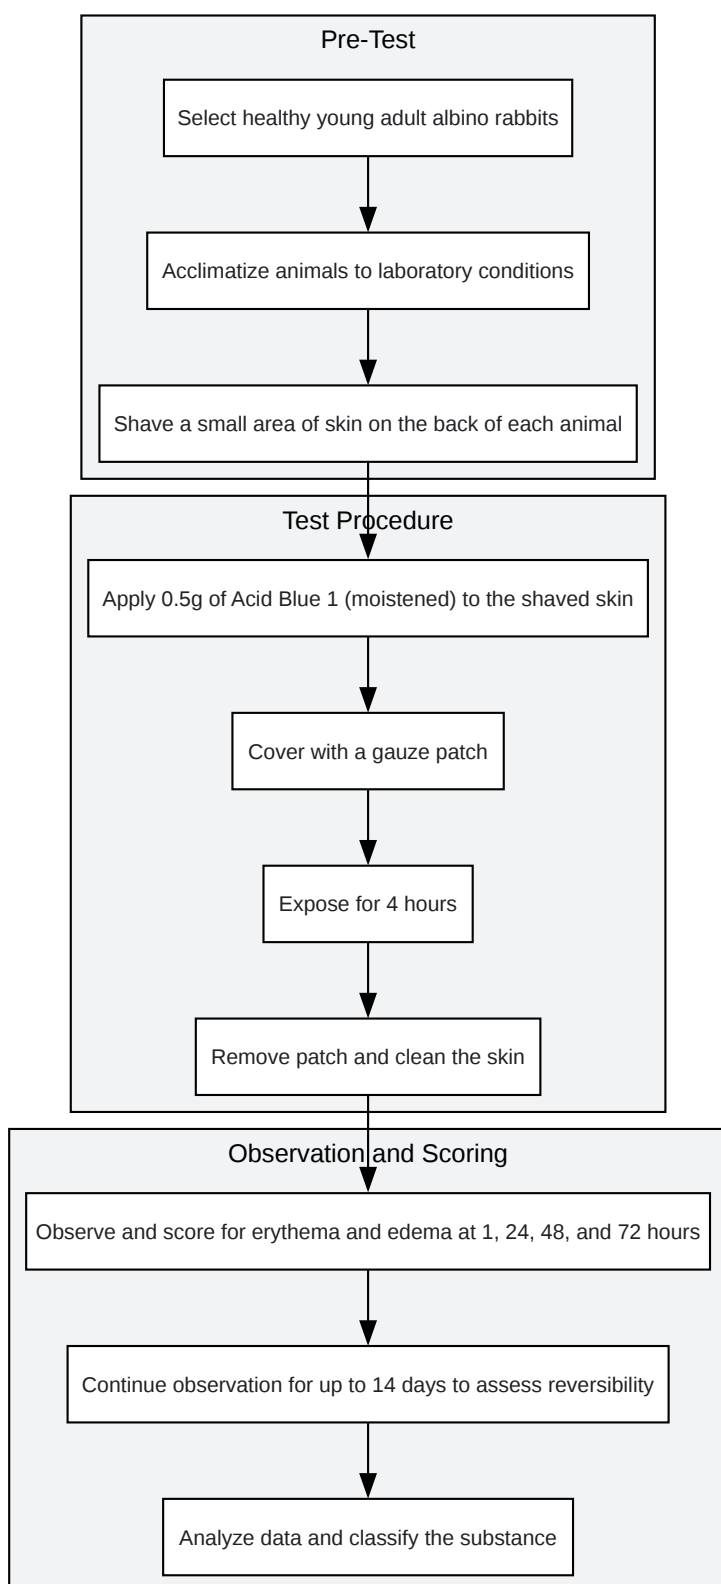 Pre-Test
Select healthy young adult albino rabbits
Acclimatize animals to laboratory conditions
Shave a small area of skin on the back of each animal
Test Procedure
Apply 0.5g of Acid Blue 1 (moistened) to the shaved skin
Cover with a gauze patch
Expose for 4 hours
Remove patch and clean the skin
Observation and Scoring
Observe and score for erythema and edema at 1, 24, 48, and 72 hours
Continue observation for up to 14 days to assess reversibility
Analyze data and classify the substance